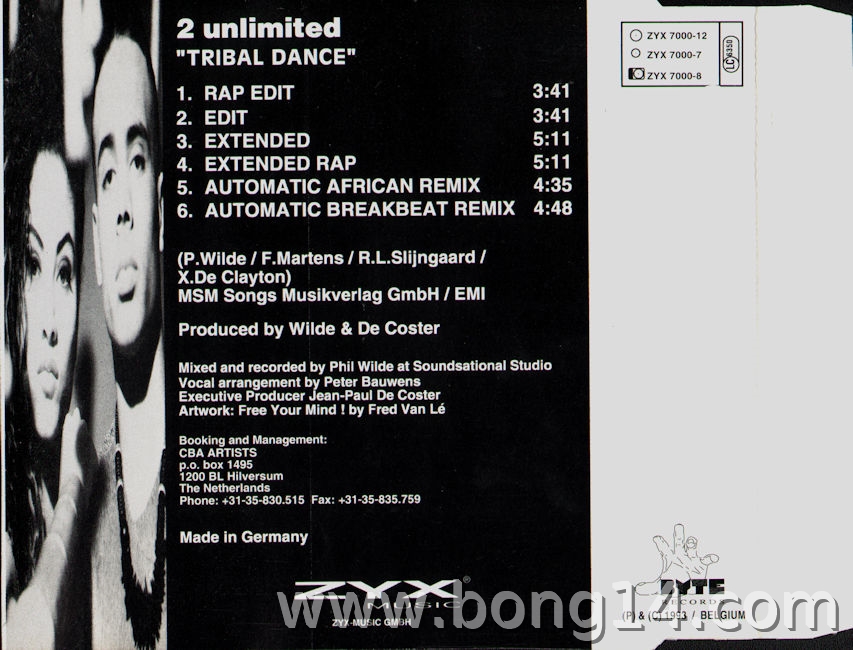 2 unlimited
"TRIBAL DANCE"
1. RAP EDIT 3:41
2. EDIT 3:41
3. EXTENDED 5:11
4. EXTENDED RAP 5:11
5. AUTOMATIC AFRICAN REMIX 4:35
6. AUTOMATIC BREAKBEAT REMIX 4:48
(P.Wilde / F.Martens / R.L.Slijngaard /
X.De Clayton)
MSM Songs Musikverlag GmbH / EMI
Produced by Wilde & De Coster
Mixed and recorded by Phil Wilde at Soundsational Studio
Vocal arrangement by Peter Bauwens
Executive Producer Jean-Paul De Coster
Artwork: Free Your Mind ! by Fred Van Lé
Booking and Management:
CBA ARTISTS
p.o. box 1495
1200 BL Hilversum
The Netherlands
Phone: +31-35-830.515 Fax: +31-35-835.759
Made in Germany
ZYX®
MUSIC
ZYX-MUSIC GMBH
ZYX 7000-12
ZYX 7000-7
ZYX 7000-8
LC 6350
ZYTE
RECORDS
(P) & (C) 1993 / BELGIUM
www.bong14.com